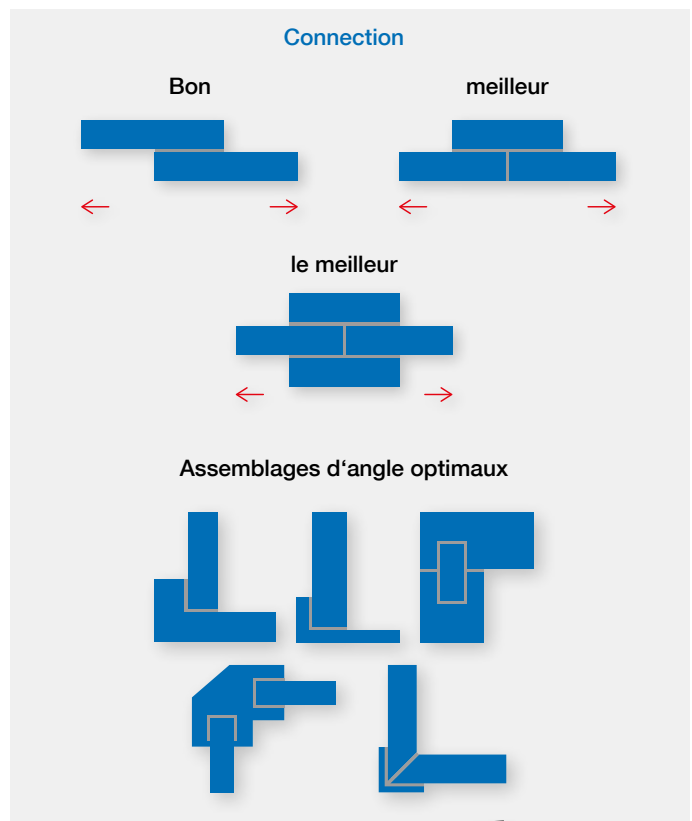 Connection
Bon
meilleur
le meilleur
Assemblages d‘angle optimaux